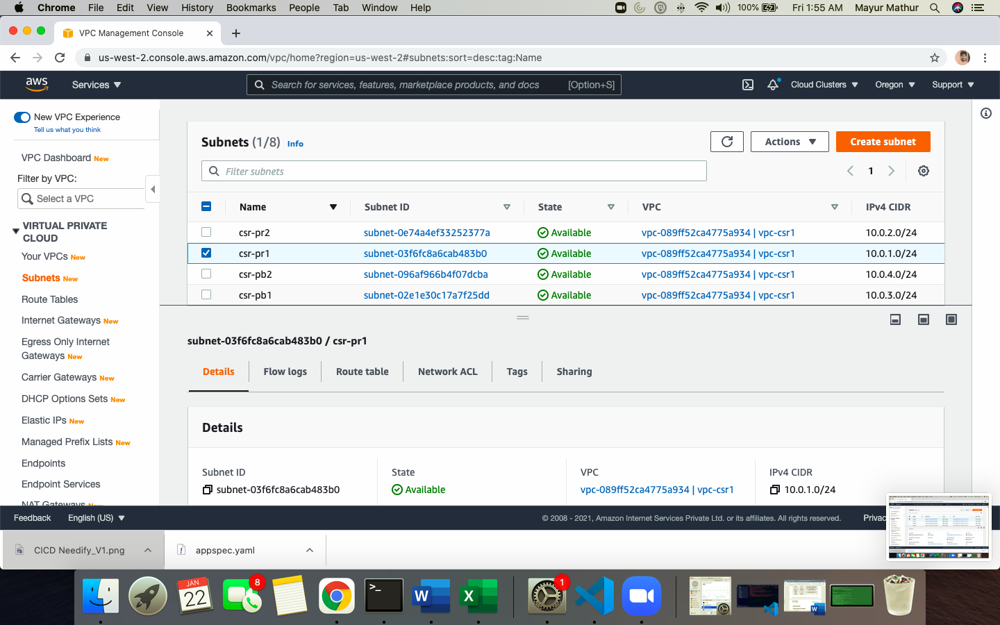 Chrome File Edit View History Bookmarks People Tab Window Help 100% Fri 1:55 AM Mayur Mathur
VPC Management Console
us-west-2.console.aws.amazon.com/vpc/home?region=us-west-2#subnets:sort=desc:tag:Name
aws Services Search for services, features, marketplace products, and docs [Option+S] Cloud Clusters Oregon Support
New VPC Experience
Tell us what you think
VPC Dashboard New
Filter by VPC:
Select a VPC
VIRTUAL PRIVATE
CLOUD
Your VPCs New
Subnets New
Route Tables
Internet Gateways New
Egress Only Internet
Gateways New
Carrier Gateways New
DHCP Options Sets New
Elastic IPs New
Managed Prefix Lists New
Endpoints
Endpoint Services
NAT Gateways New
Subnets (1/8) Info
Actions
Create subnet
Filter subnets
1
Name Subnet ID State VPC IPv4 CIDR
csr-pr2 subnet-0e74a4ef33252377a Available vpc-089ff52ca4775a934 | vpc-csr1 10.0.2.0/24
csr-pr1 subnet-03f6fc8a6cab483b0 Available vpc-089ff52ca4775a934 | vpc-csr1 10.0.1.0/24
csr-pb2 subnet-096af966b4f07dcba Available vpc-089ff52ca4775a934 | vpc-csr1 10.0.4.0/24
csr-pb1 subnet-02e1e30c17a7f25dd Available vpc-089ff52ca4775a934 | vpc-csr1 10.0.3.0/24
subnet-03f6fc8a6cab483b0 / csr-pr1
Details Flow logs Route table Network ACL Tags Sharing
Details
Subnet ID State VPC IPv4 CIDR
subnet-03f6fc8a6cab483b0 Available vpc-089ff52ca4775a934 | vpc-csr1 10.0.1.0/24
Feedback English (US) © 2008 - 2021, Amazon Internet Services Private Ltd. or its affiliates. All rights reserved. Privac
CICD Needify_V1.png appspec.yaml
JAN
22
8
>_
W
X
1
W